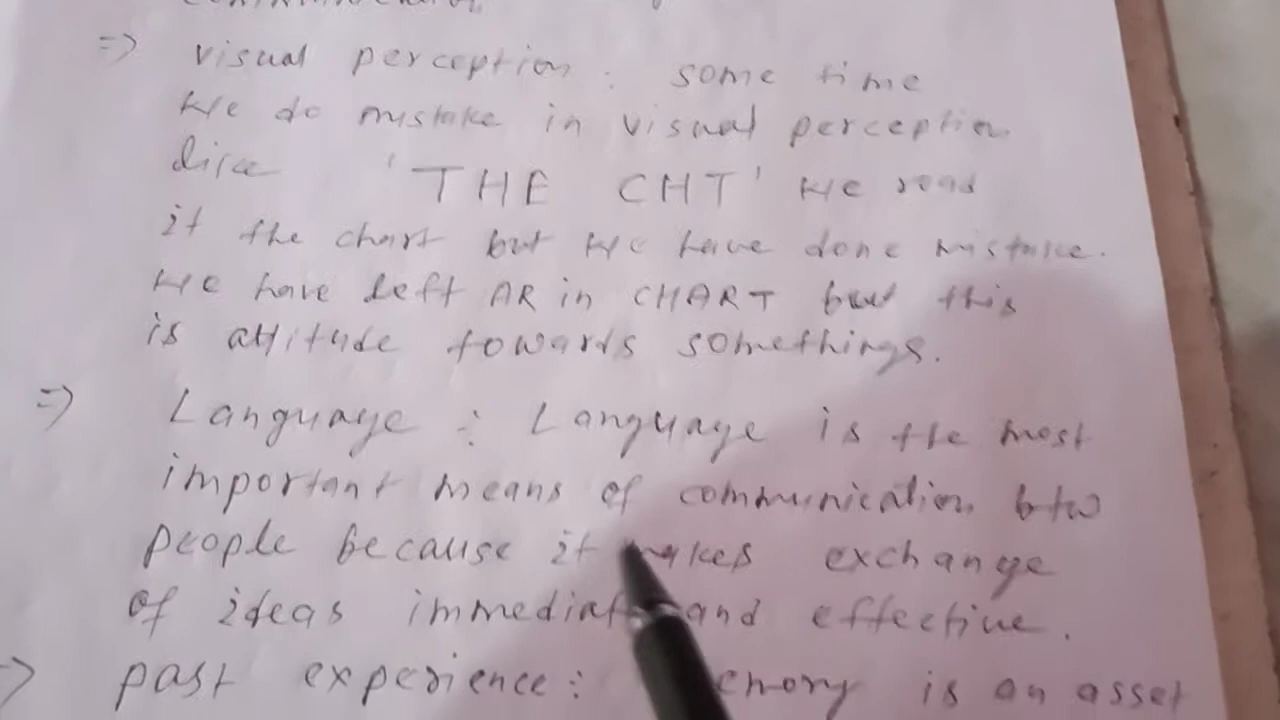 => visual perception : some time
We do mistake in visual perception
like 'THE CHT' We read
it the chart but We have done mistake.
We have left AR in CHART but this
is attitude towards somethings.
=> Language : Language is the most
important means of communication btw
people because it makes exchange
of ideas immediat and effective.
past experience : emory is an asset